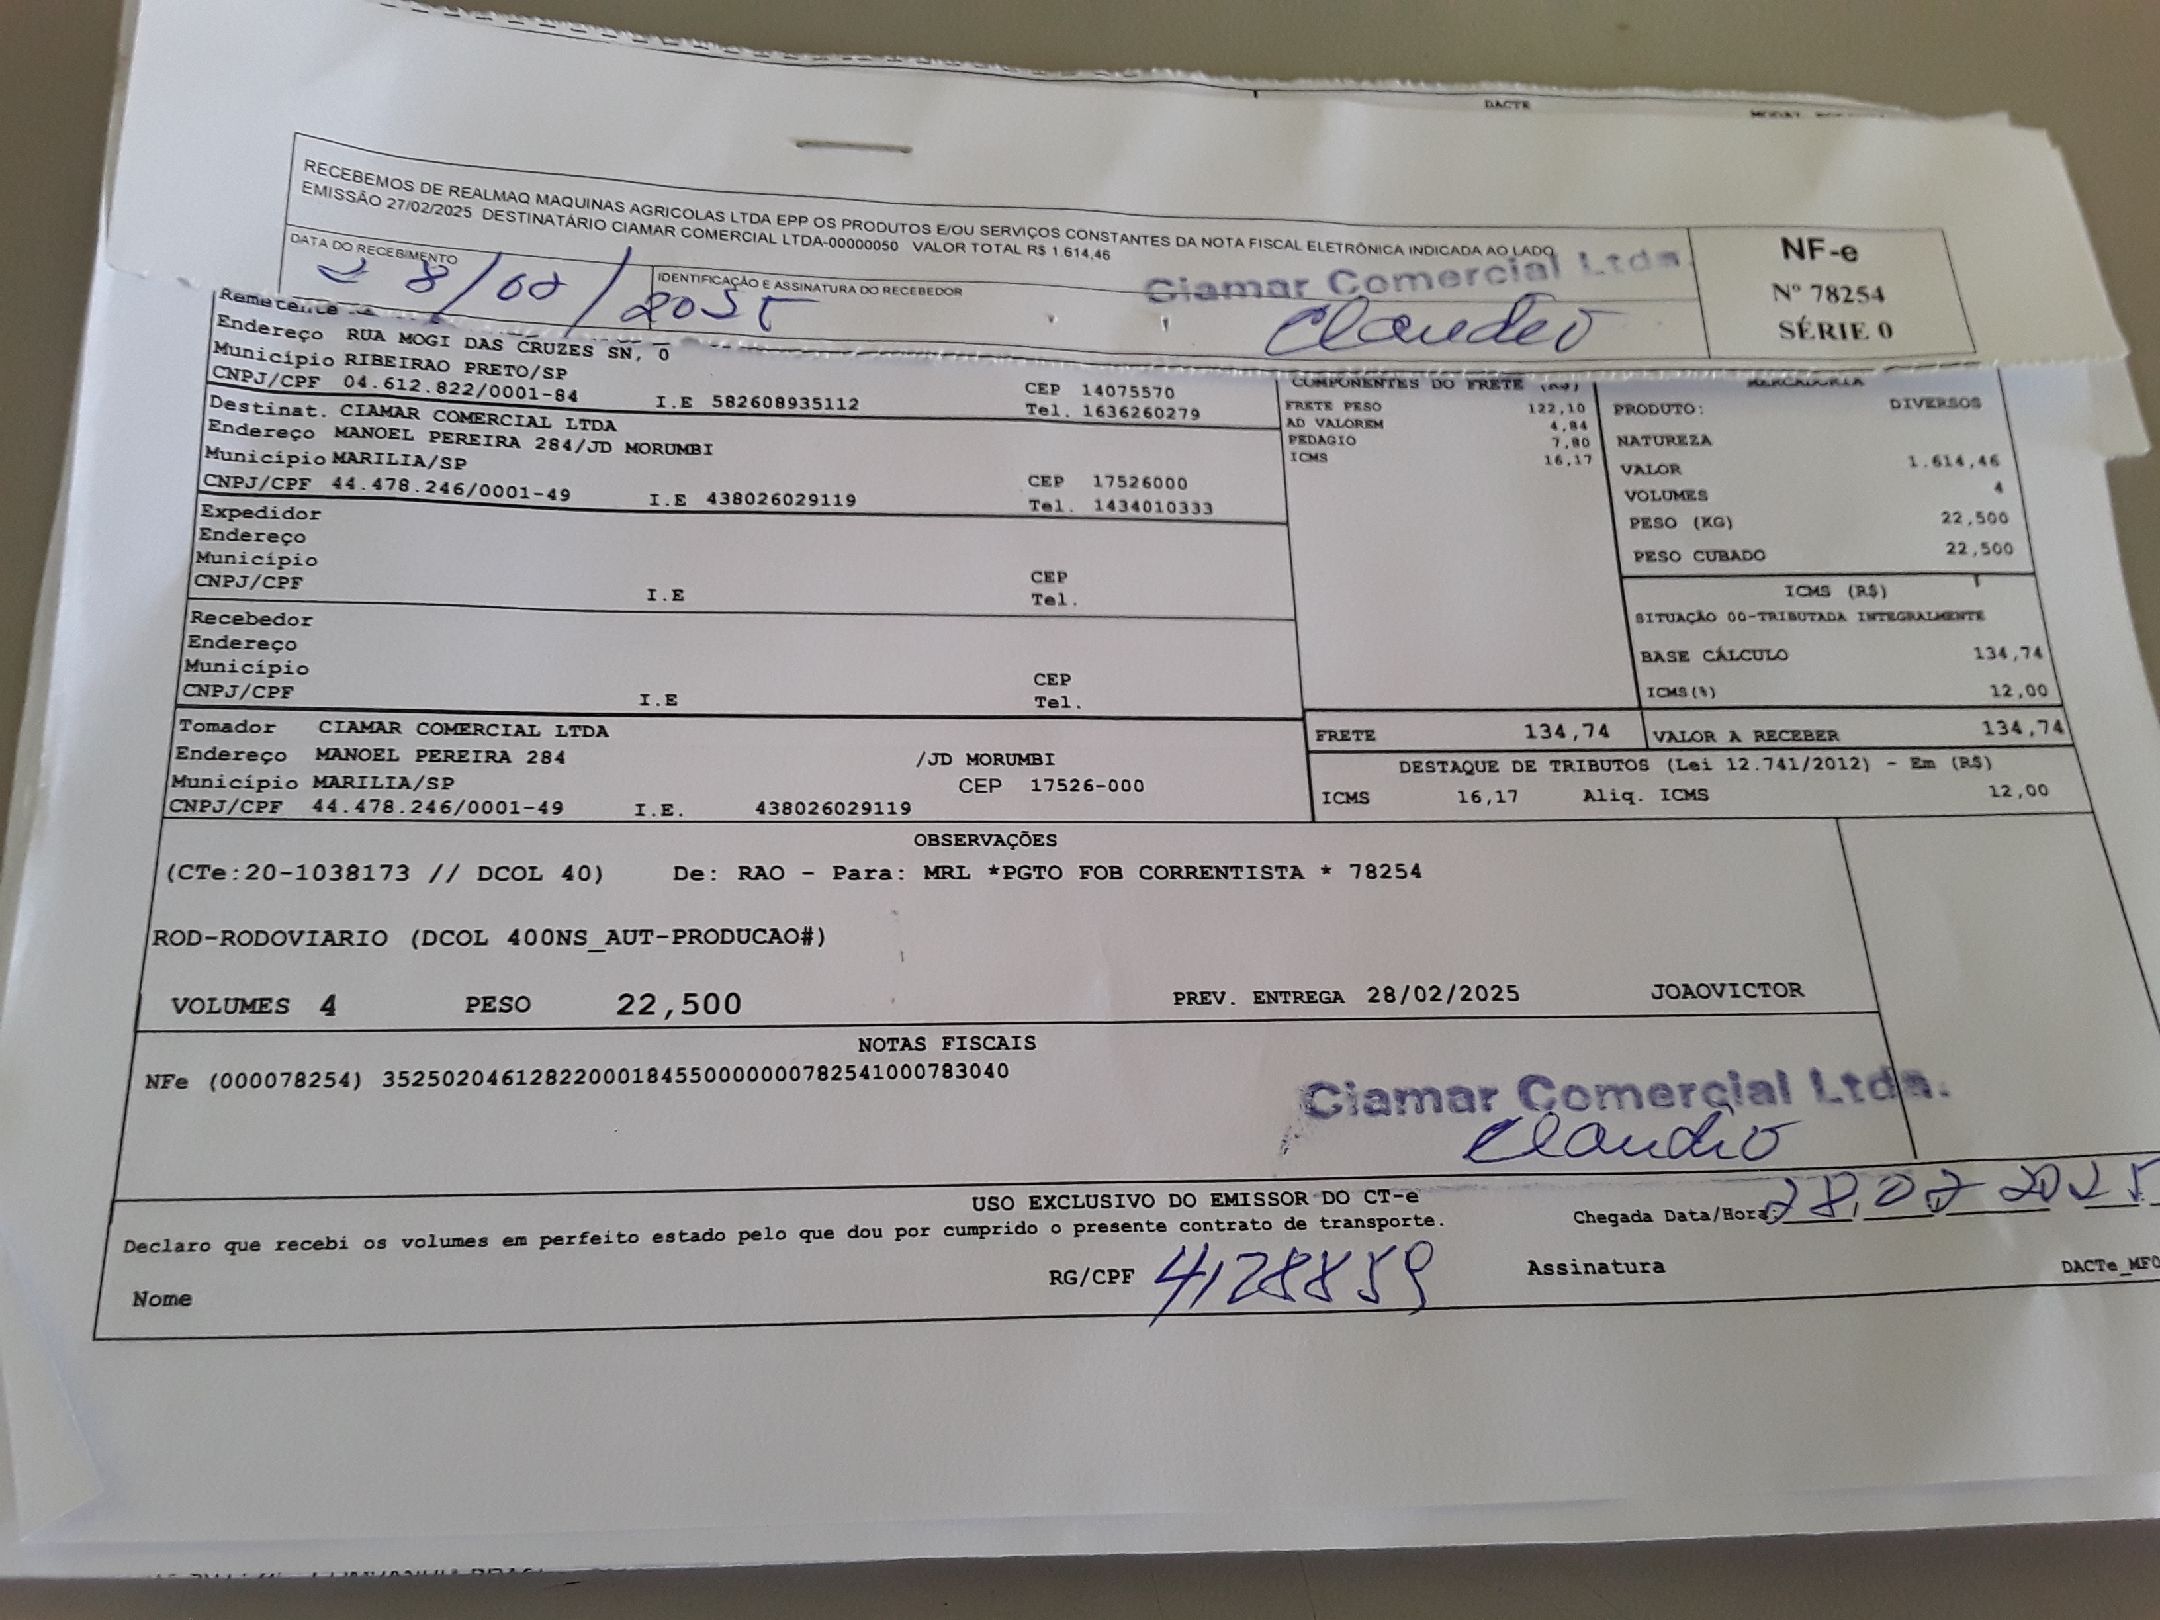 DACTE
RECEBEMOS DE REALMAQ MAQUINAS AGRICOLAS LTDA EPP OS PRODUTOS E/OU SERVIÇOS CONSTANTES DA NOTA FISCAL ELETRÔNICA INDICADA AO LADO
EMISSÃO 27/02/2025 DESTINATÁRIO CIAMAR COMERCIAL LTDA-00000050 VALOR TOTAL R$ 1.614,46
DATA DO RECEBIMENTO
28/02/2025
IDENTIFICAÇÃO E ASSINATURA DO RECEBEDOR
Ciamar Comercial Ltda.
Claudio
NF-e
Nº 78254
SÉRIE 0
Remetente
Endereço RUA MOGI DAS CRUZES SN, 0
Município RIBEIRAO PRETO/SP
CEP 14075570
CNPJ/CPF 04.612.822/0001-84 I.E 582608935112 Tel. 1636260279
Destinat. CIAMAR COMERCIAL LTDA
Endereço MANOEL PEREIRA 284/JD MORUMBI
Município MARILIA/SP CEP 17526000
CNPJ/CPF 44.478.246/0001-49 I.E 438026029119 Tel. 1434010333
Expedidor
Endereço
Município CEP
CNPJ/CPF I.E Tel.
Recebedor
Endereço
Município CEP
CNPJ/CPF I.E Tel.
Tomador CIAMAR COMERCIAL LTDA
Endereço MANOEL PEREIRA 284 /JD MORUMBI
Município MARILIA/SP CEP 17526-000
CNPJ/CPF 44.478.246/0001-49 I.E. 438026029119
COMPONENTES DO FRETE (R$)
FRETE PESO 122,10
AD VALOREM 4,84
PEDAGIO 7,80
ICMS 16,17
MERCADORIA
PRODUTO: DIVERSOS
NATUREZA
VALOR 1.614,46
VOLUMES 4
PESO (KG) 22,500
PESO CUBADO 22,500
ICMS (R$)
SITUAÇÃO 00-TRIBUTADA INTEGRALMENTE
BASE CÁLCULO 134,74
ICMS(%) 12,00
FRETE 134,74 VALOR A RECEBER 134,74
DESTAQUE DE TRIBUTOS (Lei 12.741/2012) - Em (R$)
ICMS 16,17 Aliq. ICMS 12,00
OBSERVAÇÕES
(CTe:20-1038173 // DCOL 40) De: RAO - Para: MRL *PGTO FOB CORRENTISTA * 78254
ROD-RODOVIARIO (DCOL 400NS_AUT-PRODUCAO#)
VOLUMES 4 PESO 22,500 PREV. ENTREGA 28/02/2025 JOAOVICTOR
NOTAS FISCAIS
NFe (000078254) 35250204612822000184550000000782541000783040
Ciamar Comercial Ltda.
Claudio
USO EXCLUSIVO DO EMISSOR DO CT-e
Declaro que recebi os volumes em perfeito estado pelo que dou por cumprido o presente contrato de transporte.
Chegada Data/Hora 28.02 2025
Nome RG/CPF 4128859 Assinatura
DACTe_MF0